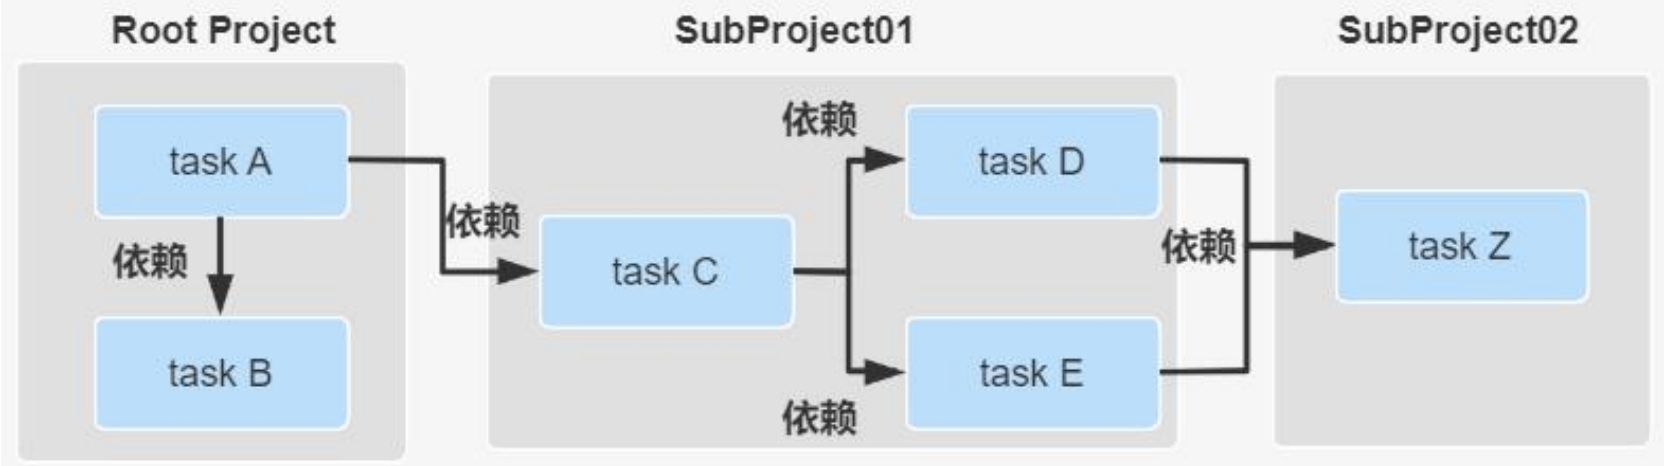 Root Project
SubProject01
SubProject02
task A
依赖
task B
依赖
task C
依赖
task D
依赖
task E
依赖
task Z